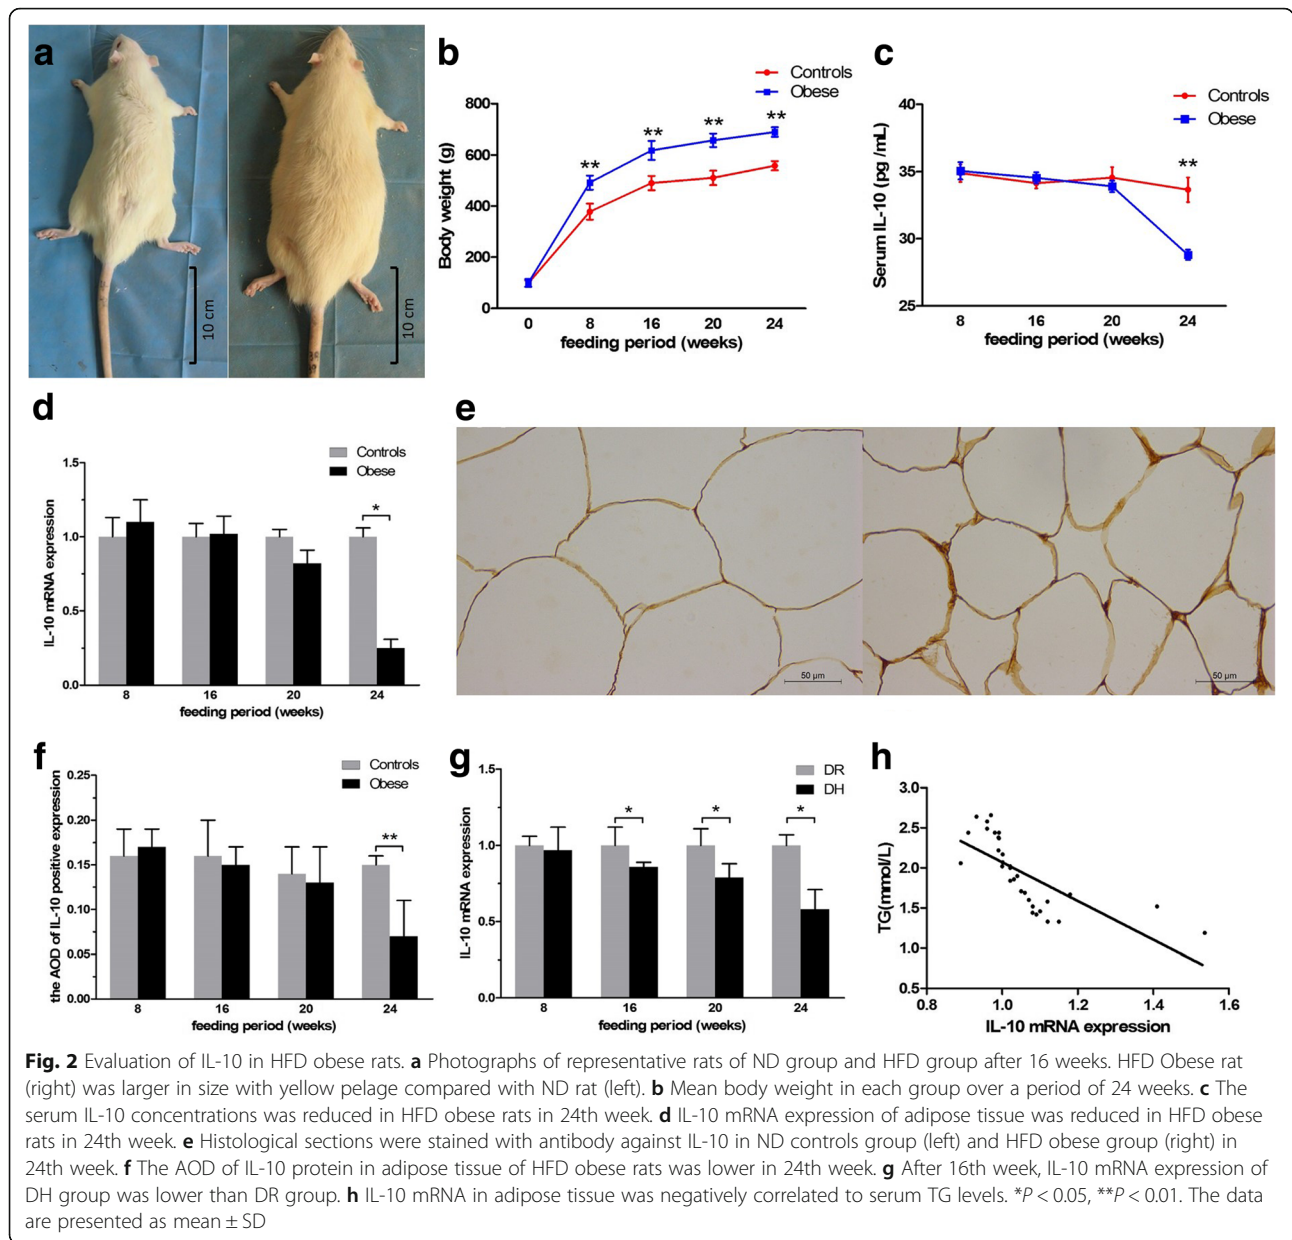 a
10 cm
10 cm
b
Controls
Obese
Body weight (g)
800
600
400
200
0
**
**
**
**
0 8 16 20 24
feeding period (weeks)
c
Controls
Obese
Serum IL-10 (pg /mL)
40
35
30
25
**
8 16 20 24
feeding period (weeks)
d
Controls
Obese
IL-10 mRNA expression
1.5
1.0
0.5
0.0
*
8 16 20 24
feeding period (weeks)
e
50 µm
50 µm
f
Controls
Obese
the AOD of IL-10 positive expression
0.25
0.20
0.15
0.10
0.05
0.00
**
8 16 20 24
feeding period (weeks)
g
DR
DH
IL-10 mRNA expression
1.5
1.0
0.5
0.0
*
*
*
8 16 20 24
feeding period (weeks)
h
TG(mmol/L)
3.0
2.5
2.0
1.5
1.0
0.5
0.8 1.0 1.2 1.4 1.6
IL-10 mRNA expression
Fig. 2 Evaluation of IL-10 in HFD obese rats. a Photographs of representative rats of ND group and HFD group after 16 weeks. HFD Obese rat
(right) was larger in size with yellow pelage compared with ND rat (left). b Mean body weight in each group over a period of 24 weeks. c The
serum IL-10 concentrations was reduced in HFD obese rats in 24th week. d IL-10 mRNA expression of adipose tissue was reduced in HFD obese
rats in 24th week. e Histological sections were stained with antibody against IL-10 in ND controls group (left) and HFD obese group (right) in
24th week. f The AOD of IL-10 protein in adipose tissue of HFD obese rats was lower in 24th week. g After 16th week, IL-10 mRNA expression of
DH group was lower than DR group. h IL-10 mRNA in adipose tissue was negatively correlated to serum TG levels. *P < 0.05, **P < 0.01. The data
are presented as mean ± SD